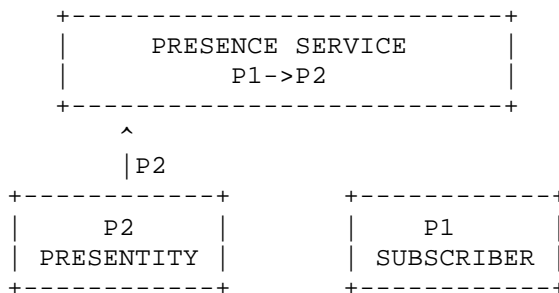 PRESENCE SERVICE
P1->P2
^
|P2
P2 P1
PRESENTITY SUBSCRIBER